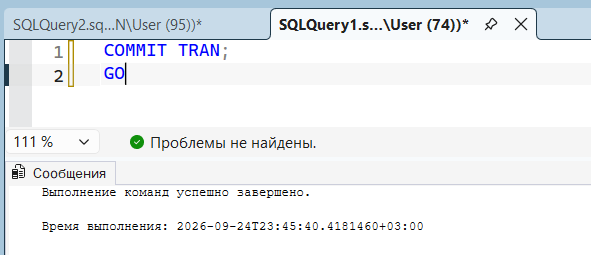 SQLQuery2.sq...N\User (95))*
SQLQuery1.s...\User (74))*
1 COMMIT TRAN;
2 GO
111 %
Проблемы не найдены.
Сообщения
Выполнение команд успешно завершено.
Время выполнения: 2026-09-24T23:45:40.4181460+03:00